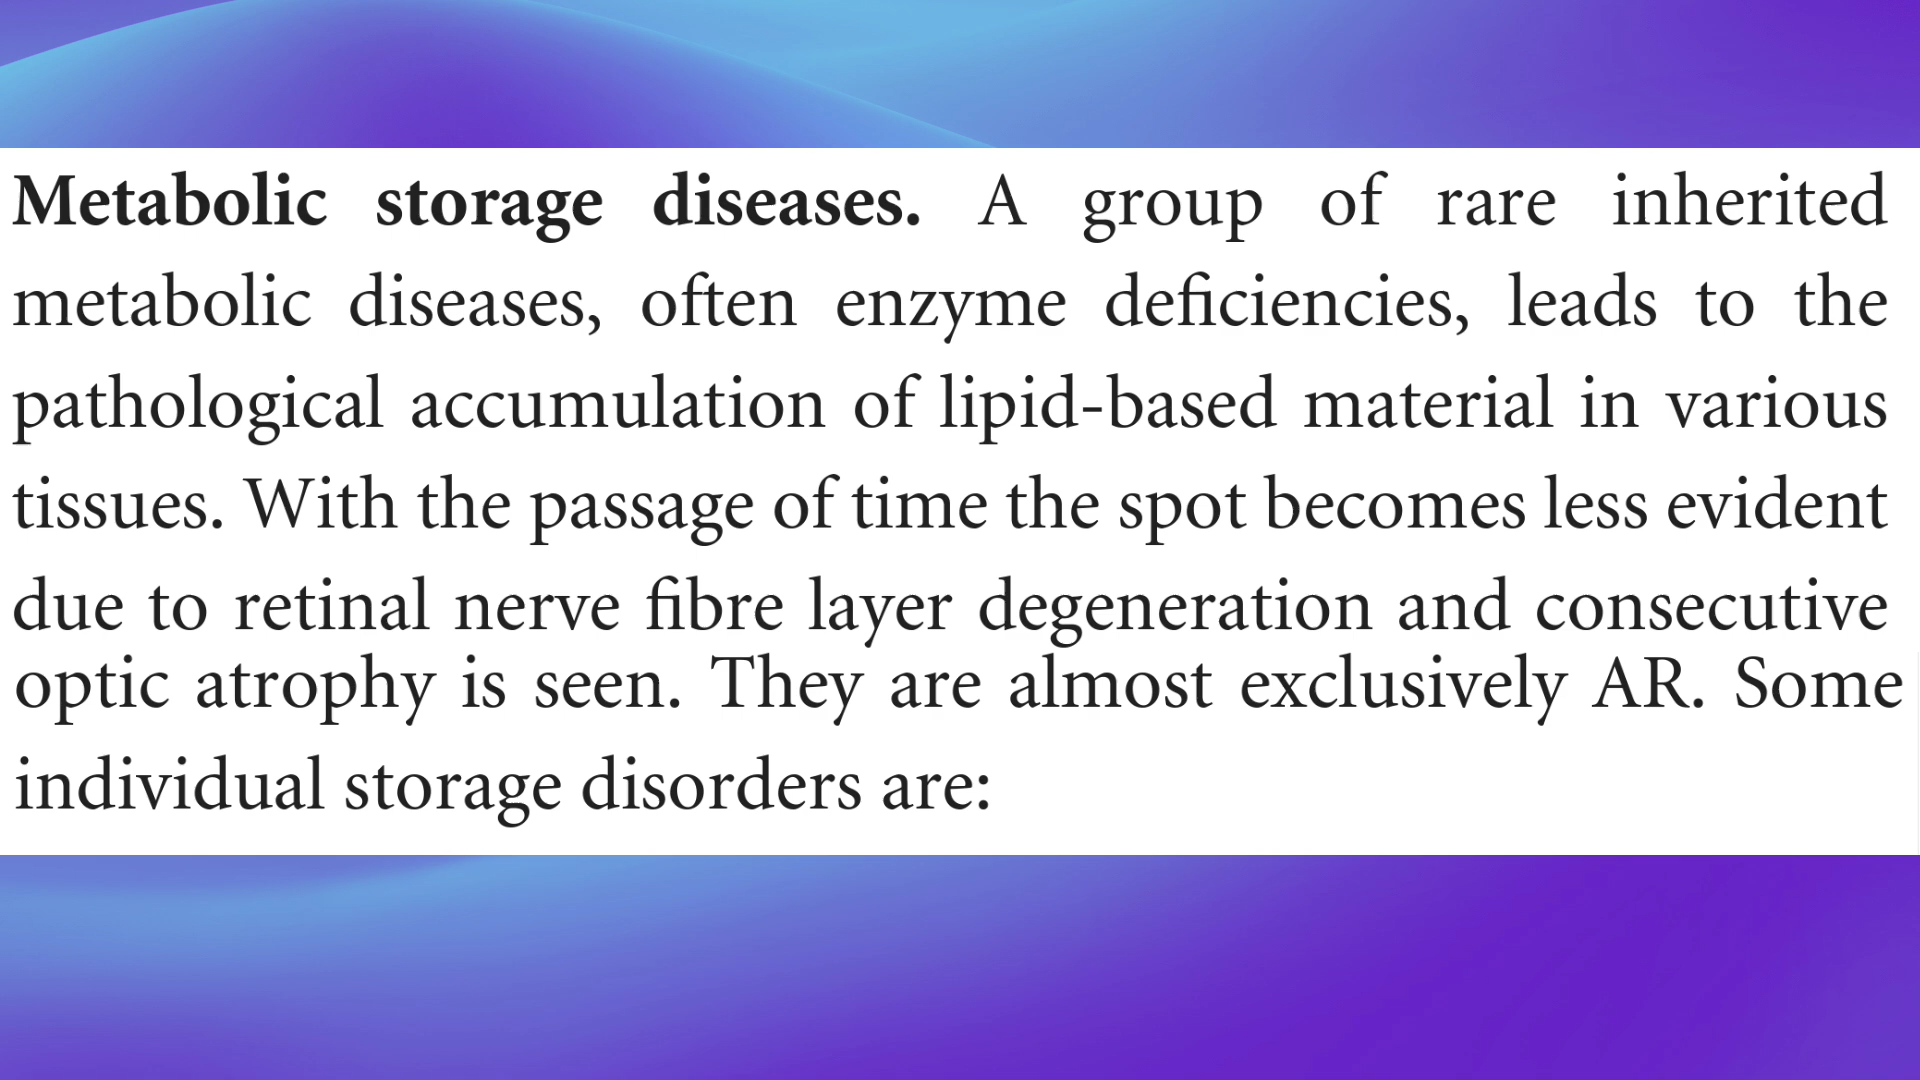 Metabolic storage diseases. A group of rare inherited
metabolic diseases, often enzyme deficiencies, leads to the
pathological accumulation of lipid-based material in various
tissues. With the passage of time the spot becomes less evident
due to retinal nerve fibre layer degeneration and consecutive
optic atrophy is seen. They are almost exclusively AR. Some
individual storage disorders are: